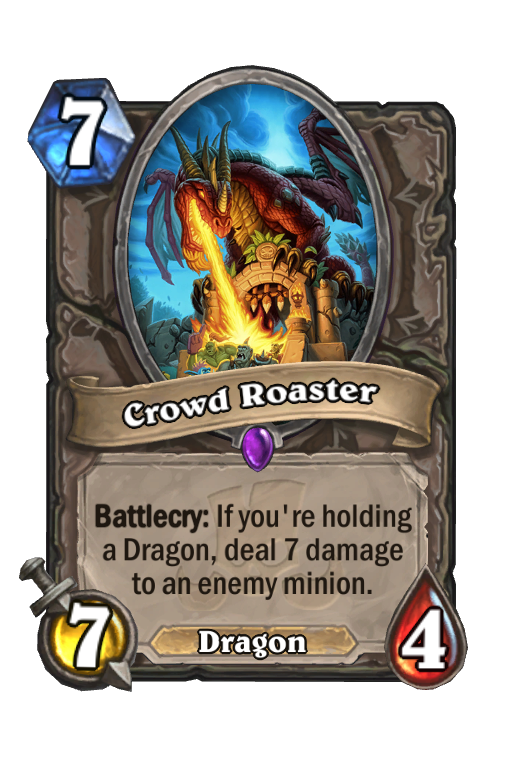 7
Crowd Roaster
Battlecry: If you're holding
a Dragon, deal 7 damage
to an enemy minion.
7
Dragon
4